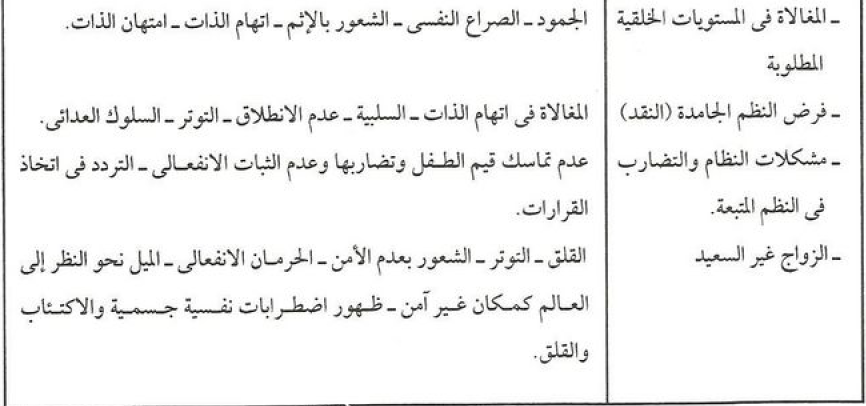 ـ المغالاة فى المستويات الخلقية
المطلوبة
ـ فرض النظم الجامدة (النقد)
ـ مشكلات النظام والتضارب
فى النظم المتبعة.
ـ الزواج غير السعيد
الجمود ـ الصراع النفسى ـ الشعور بالإثم ـ اتهام الذات ـ امتهان الذات.
المغالاة فى اتهام الذات ـ السلبية ـ عدم الانطلاق ـ التوتر ـ السلوك العدائى.
عدم تماسك قيم الطفل وتضاربها وعدم الثبات الانفعالى ـ التردد فى اتخاذ
القرارات.
القلق ـ التوتر ـ الشعور بعدم الأمن ـ الحرمان الانفعالى ـ الميل نحو النظر إلى
العالم كمكان غير آمن ـ ظهور اضطرابات نفسية جسمية والاكتئاب
والقلق.